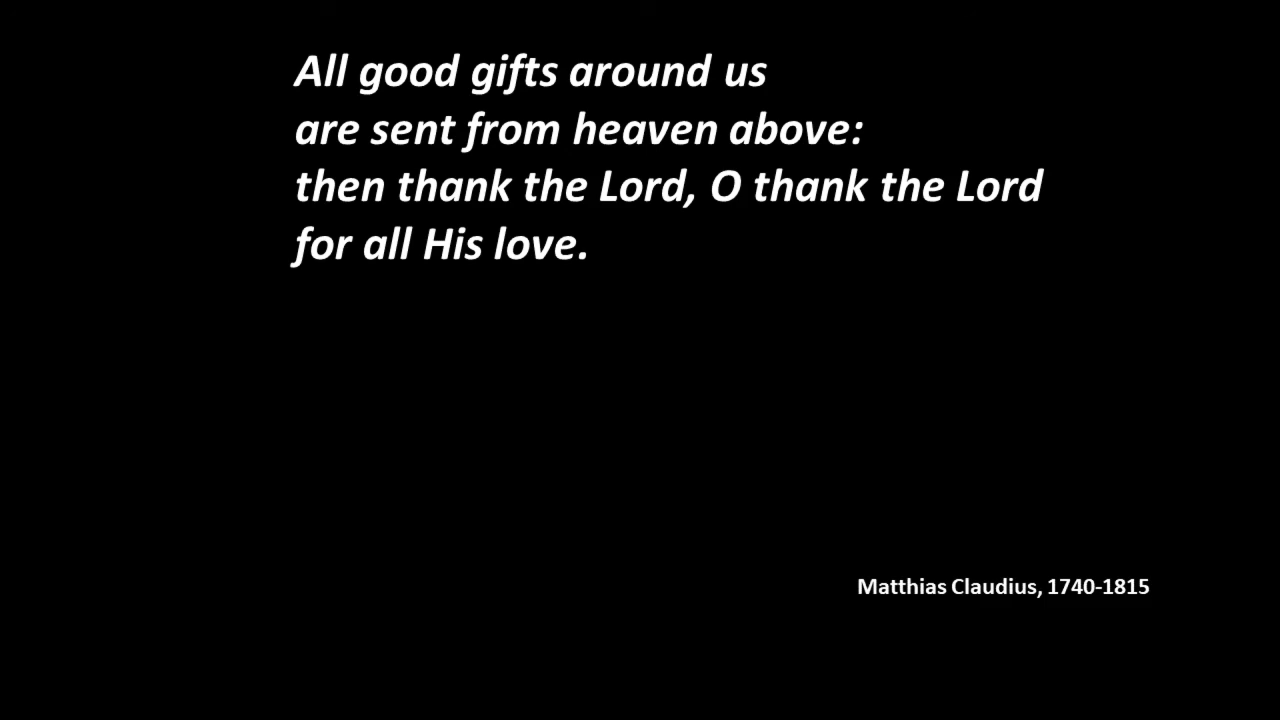 All good gifts around us
are sent from heaven above:
then thank the Lord, O thank the Lord
for all His love.
Matthias Claudius, 1740-1815